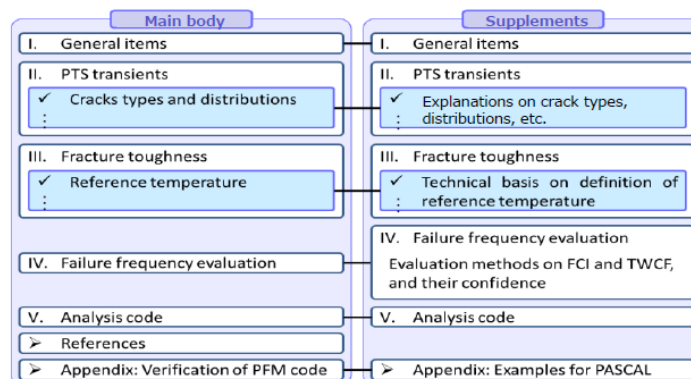 Main body
I. General items
II. PTS transients
✓ Cracks types and distributions
:
III. Fracture toughness
✓ Reference temperature
:
IV. Failure frequency evaluation
V. Analysis code
➢ References
➢ Appendix: Verification of PFM code
Supplements
I. General items
II. PTS transients
✓ Explanations on crack types,
: distributions, etc.
III. Fracture toughness
✓ Technical basis on definition of
: reference temperature
IV. Failure frequency evaluation
Evaluation methods on FCI and TWCF,
and their confidence
V. Analysis code
➢ Appendix: Examples for PASCAL